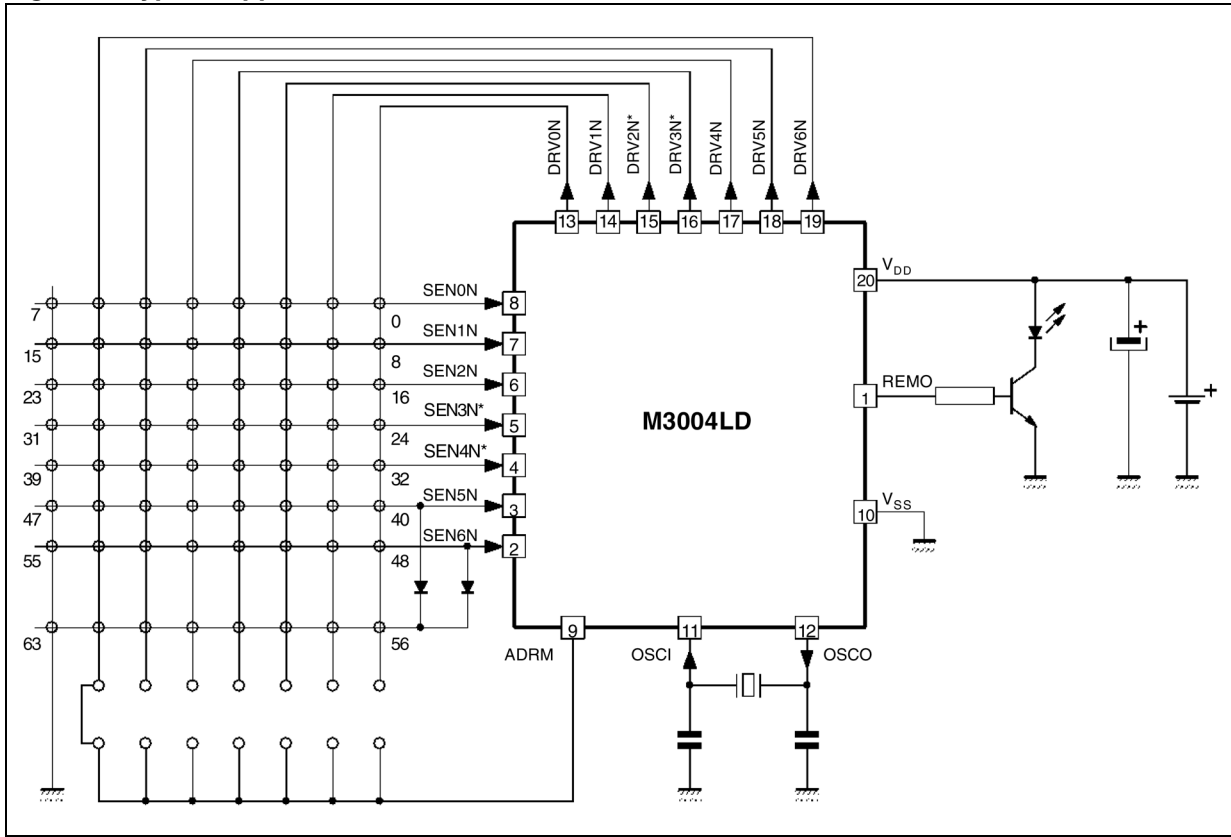 DRV0N DRV1N DRV2N* DRV3N* DRV4N DRV5N DRV6N
13 14 15 16 17 18 19
VDD
20
SEN0N
8
7 0
SEN1N
7
15 8
SEN2N
6
23 16
SEN3N*
5
31 24
SEN4N*
4
39 32
SEN5N
3
47 40
SEN6N
2
55 48
63 56
M3004LD
REMO
1
+ +
VSS
10
9 11 12
ADRM OSCI OSCO